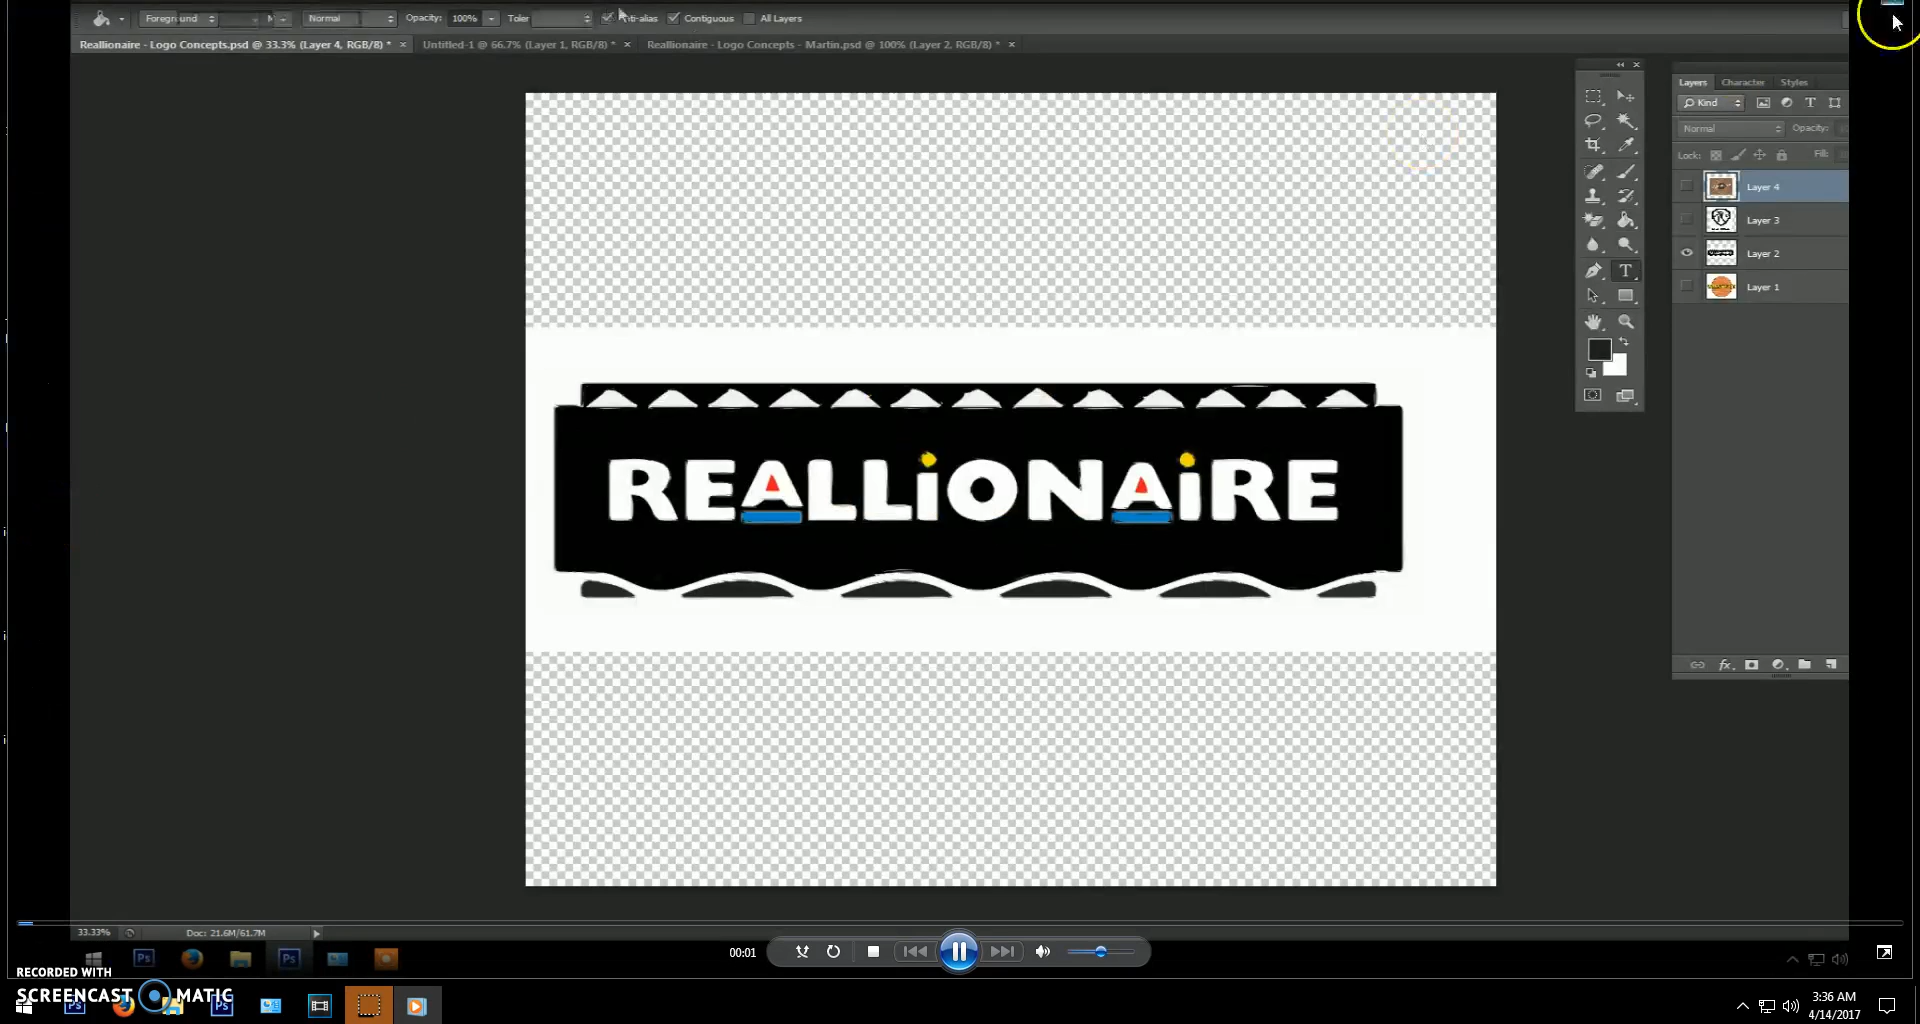 Foreground
Normal
Opacity: 100%
Toler
Contiguous
All Layers
Reallionaire - Logo Concepts.psd @ 33.3% (Layer 4, RGB/8) *
Untitled-1 @ 66.7% (Layer 1, RGB/8) *
Reallionaire - Logo Concepts - Martin.psd @ 100% (Layer 2, RGB/8) *
Layers Character Styles
Kind
Normal
Opacity:
Lock:
Fill:
Layer 4
Layer 3
Layer 2
Layer 1
fx
REALLiONAiRE
33.33%
Doc: 21.6M/61.7M
00:01
RECORDED WITH
SCREENCAST MATIC
3:36 AM
4/14/2017